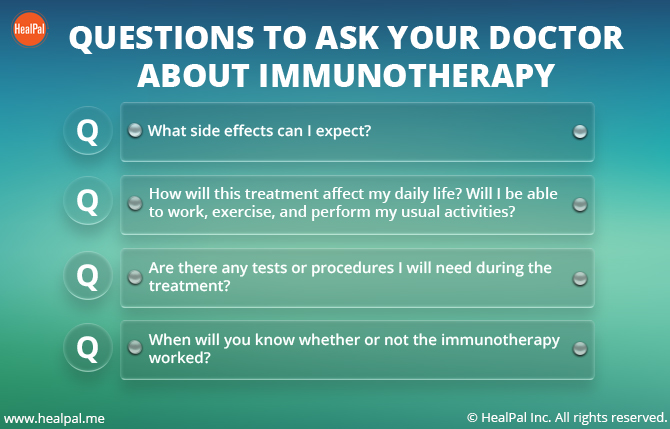 HealPal
QUESTIONS TO ASK YOUR DOCTOR
ABOUT IMMUNOTHERAPY
Q
What side effects can I expect?
Q
How will this treatment affect my daily life? Will I be able
to work, exercise, and perform my usual activities?
Q
Are there any tests or procedures I will need during the
treatment?
Q
When will you know whether or not the immunotherapy
worked?
www.healpal.me
© HealPal Inc. All rights reserved.